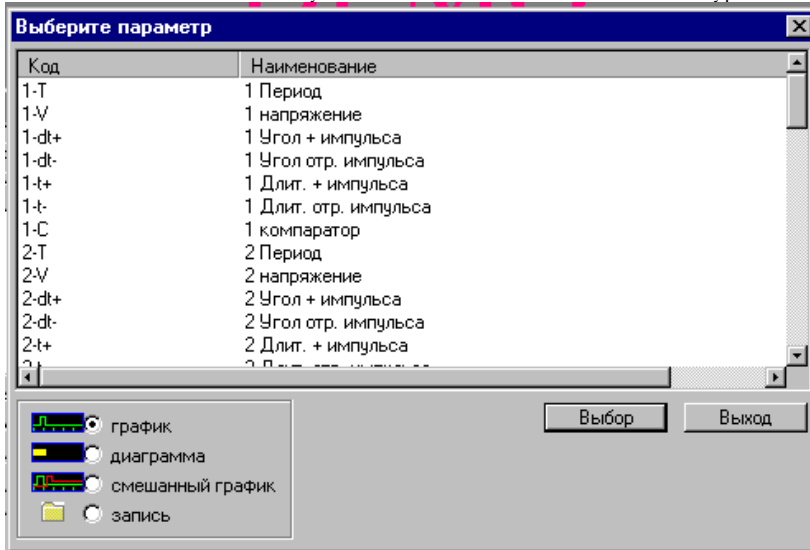 Выберите параметр
Код Наименование
1-T 1 Период
1-V 1 напряжение
1-dt+ 1 Угол + импульса
1-dt- 1 Угол отр. импульса
1-t+ 1 Длит. + импульса
1-t- 1 Длит. отр. импульса
1-C 1 компаратор
2-T 2 Период
2-V 2 напряжение
2-dt+ 2 Угол + импульса
2-dt- 2 Угол отр. импульса
2-t+ 2 Длит. + импульса
график
Выбор Выход
диаграмма
смешанный график
запись